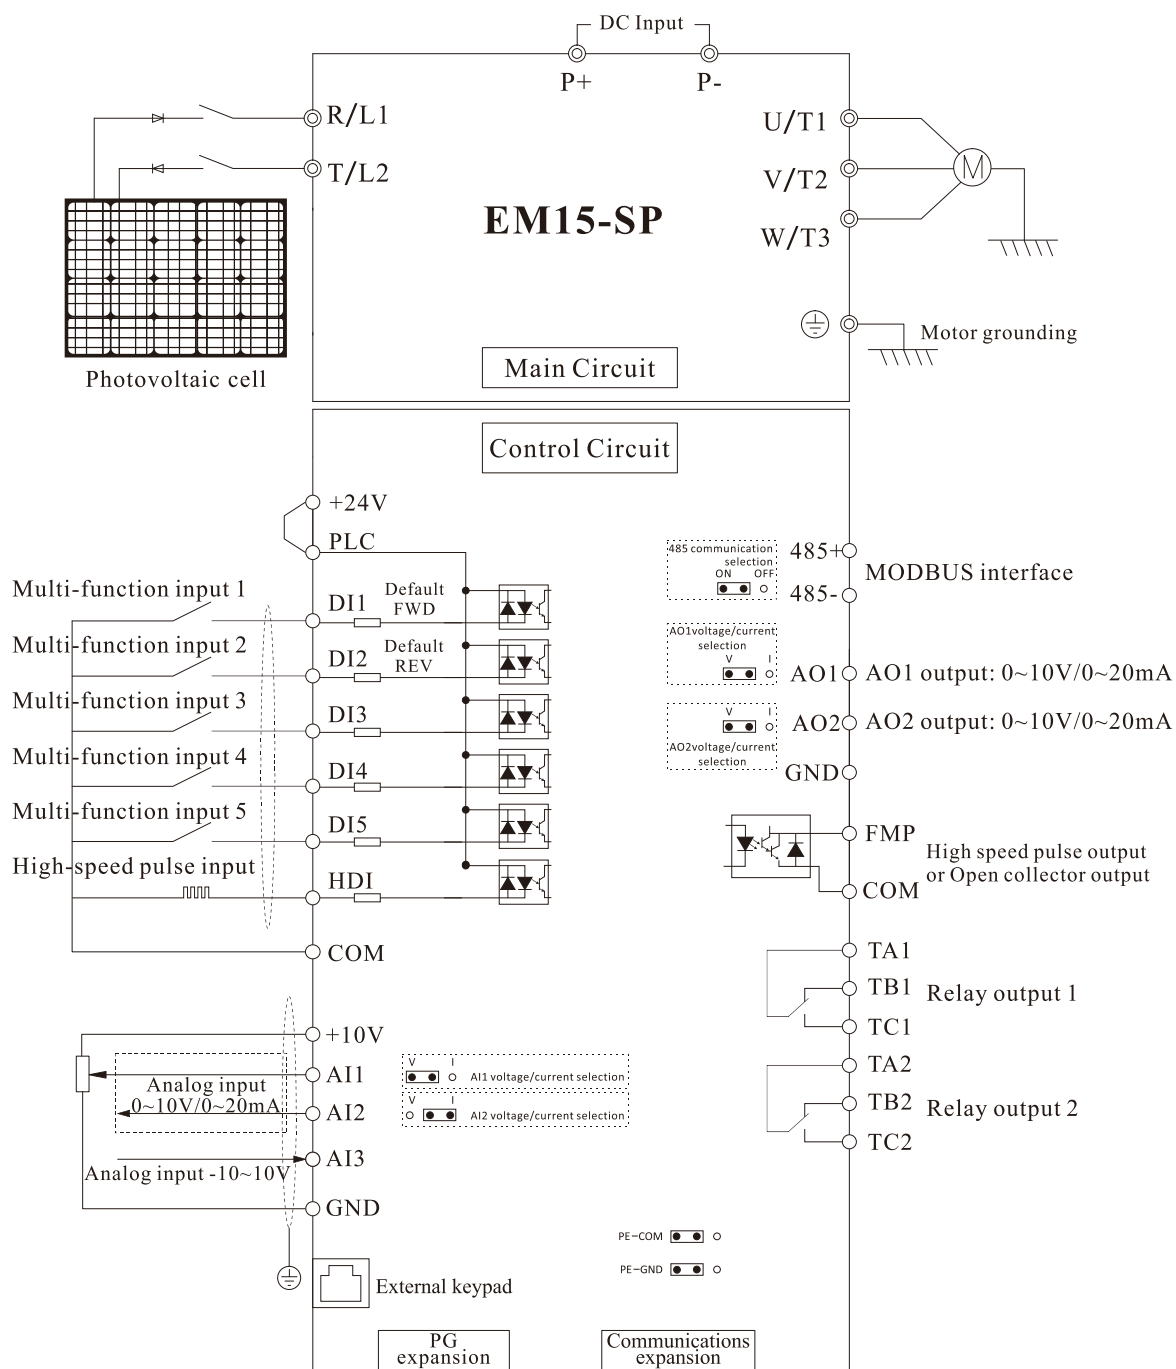 DC Input
P+
P-
R/L1
U/T1
T/L2
V/T2
M
EM15-SP
W/T3
Motor grounding
Main Circuit
Photovoltaic cell
Control Circuit
+24V
PLC
485 communication
selection
ON OFF
485+
MODBUS interface
485-
Multi-function input 1
DI1
Default
FWD
Multi-function input 2
DI2
Default
REV
AO1voltage/current
selection
V I
AO1
AO1 output: 0~10V/0~20mA
Multi-function input 3
DI3
V I
AO2voltage/current
selection
AO2
AO2 output: 0~10V/0~20mA
Multi-function input 4
DI4
GND
Multi-function input 5
DI5
FMP
High speed pulse output
or Open collector output
High-speed pulse input
HDI
COM
COM
TA1
TB1
Relay output 1
TC1
+10V
TA2
Analog input
0~10V/0~20mA
AI1
V I
AI1 voltage/current selection
AI2
V I
AI2 voltage/current selection
TB2
Relay output 2
TC2
Analog input -10~10V
AI3
GND
PE-COM
PE-GND
External keypad
PG
expansion
Communications
expansion